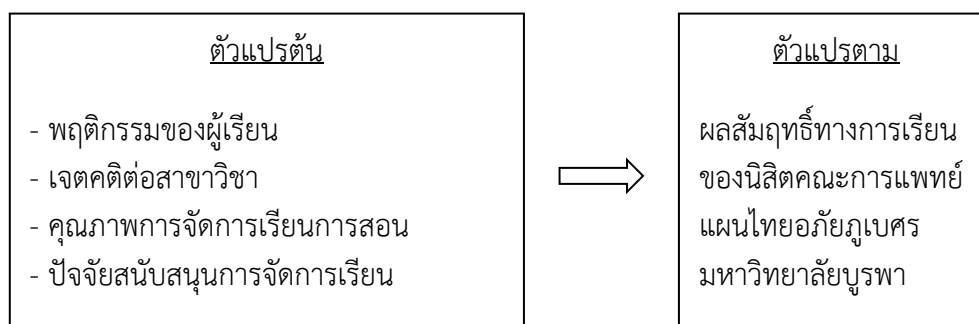 ตัวแปรต้น
- พฤติกรรมของผู้เรียน
- เจตคติต่อสาขาวิชา
- คุณภาพการจัดการเรียนการสอน
- ปัจจัยสนับสนุนการจัดการเรียน
ตัวแปรตาม
ผลสัมฤทธิ์ทางการเรียน
ของนิสิตคณะการแพทย์
แผนไทยอภัยภูเบศร
มหาวิทยาลัยบูรพา